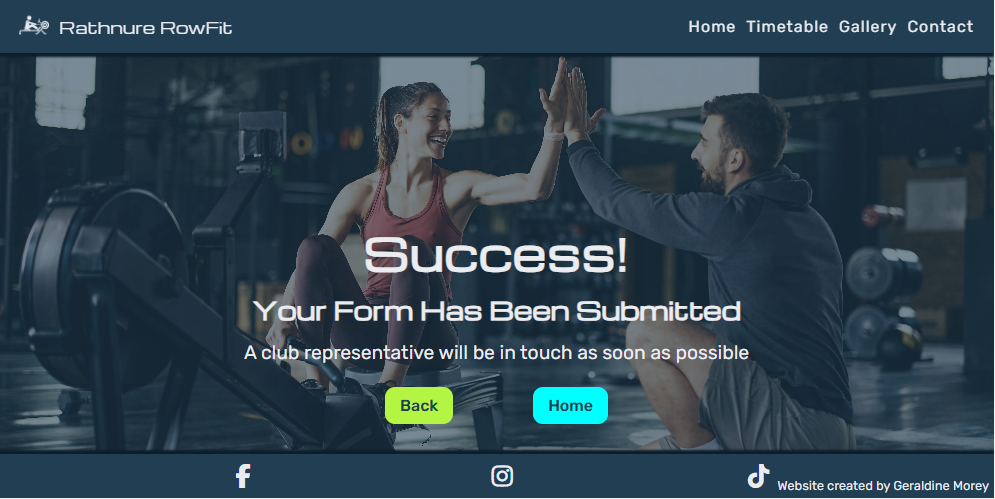 Rathnure RowFit
Home Timetable Gallery Contact
Success!
Your Form Has Been Submitted
A club representative will be in touch as soon as possible
Back Home
Website created by Geraldine Morey